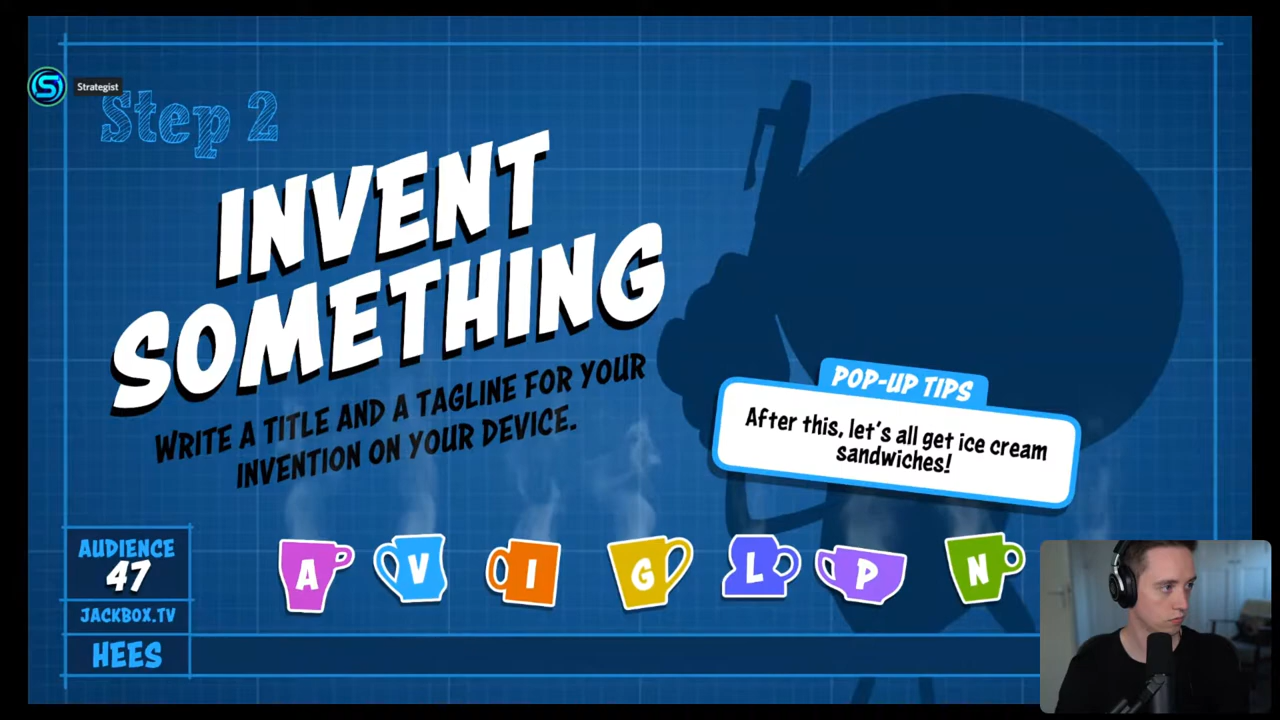 S
Strategist
Step 2
INVENT
SOMETHING
WRITE A TITLE AND A TAGLINE FOR YOUR
INVENTION ON YOUR DEVICE.
POP-UP TIPS
After this, let's all get ice cream
sandwiches!
AUDIENCE
47
JACKBOX.TV
HEES
A V I G L P N